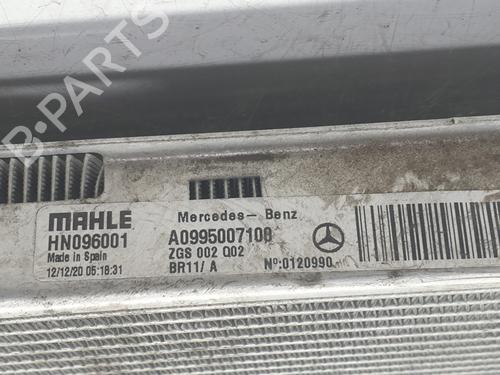 B-PARTS
MAHLE
HN096001
Made in Spain
12/12/20 05:18:31
Mercedes-Benz
A0995007108
ZGS 002 Q02
BR11/ A
Nº:0120990